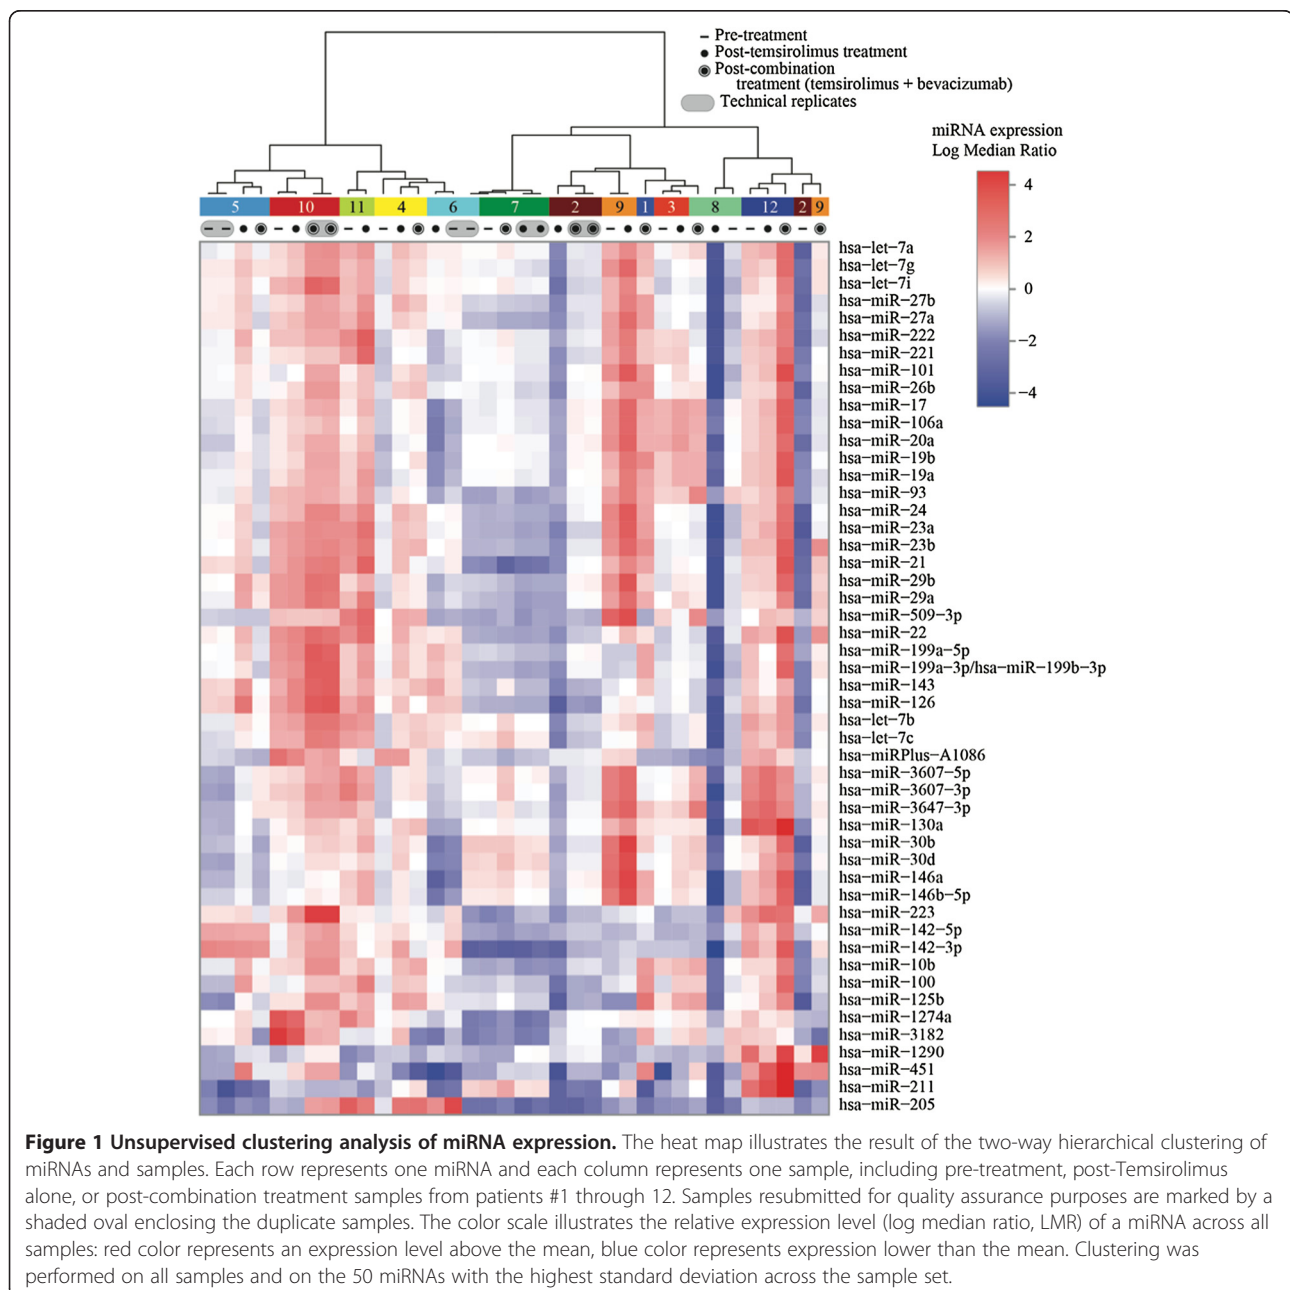 – Pre-treatment
• Post-temsirolimus treatment
Post-combination
treatment (temsirolimus + bevacizumab)
Technical replicates
miRNA expression
Log Median Ratio
4
2
0
−2
−4
5 10 11 4 6 7 2 9 1 3 8 12 2 9
hsa−let−7a
hsa−let−7g
hsa−let−7i
hsa−miR−27b
hsa−miR−27a
hsa−miR−222
hsa−miR−221
hsa−miR−101
hsa−miR−26b
hsa−miR−17
hsa−miR−106a
hsa−miR−20a
hsa−miR−19b
hsa−miR−19a
hsa−miR−93
hsa−miR−24
hsa−miR−23a
hsa−miR−23b
hsa−miR−21
hsa−miR−29b
hsa−miR−29a
hsa−miR−509−3p
hsa−miR−22
hsa−miR−199a−5p
hsa−miR−199a−3p/hsa−miR−199b−3p
hsa−miR−143
hsa−miR−126
hsa−let−7b
hsa−let−7c
hsa−miRPlus−A1086
hsa−miR−3607−5p
hsa−miR−3607−3p
hsa−miR−3647−3p
hsa−miR−130a
hsa−miR−30b
hsa−miR−30d
hsa−miR−146a
hsa−miR−146b−5p
hsa−miR−223
hsa−miR−142−5p
hsa−miR−142−3p
hsa−miR−10b
hsa−miR−100
hsa−miR−125b
hsa−miR−1274a
hsa−miR−3182
hsa−miR−1290
hsa−miR−451
hsa−miR−211
hsa−miR−205
Figure 1 Unsupervised clustering analysis of miRNA expression. The heat map illustrates the result of the two-way hierarchical clustering of
miRNAs and samples. Each row represents one miRNA and each column represents one sample, including pre-treatment, post-Temsirolimus
alone, or post-combination treatment samples from patients #1 through 12. Samples resubmitted for quality assurance purposes are marked by a
shaded oval enclosing the duplicate samples. The color scale illustrates the relative expression level (log median ratio, LMR) of a miRNA across all
samples: red color represents an expression level above the mean, blue color represents expression lower than the mean. Clustering was
performed on all samples and on the 50 miRNAs with the highest standard deviation across the sample set.